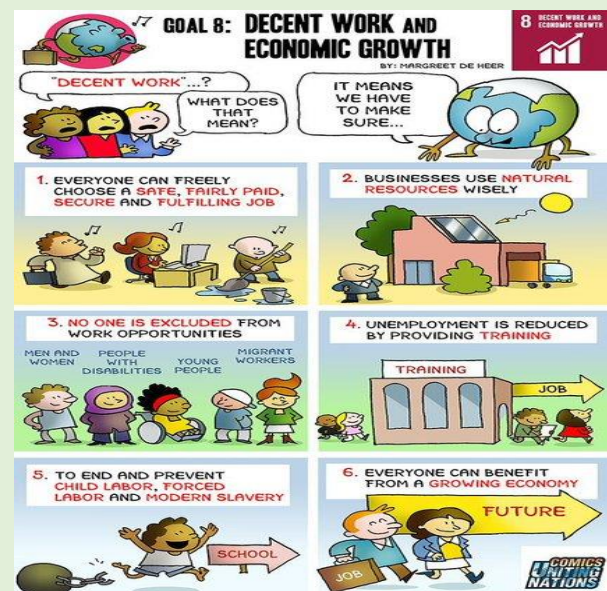 GOAL 8: DECENT WORK AND
ECONOMIC GROWTH
BY: MARGREET DE HEER
8 DECENT WORK AND
ECONOMIC GROWTH
"DECENT WORK"...?
WHAT DOES
THAT
MEAN?
IT MEANS
WE HAVE
TO MAKE
SURE...
1. EVERYONE CAN FREELY
CHOOSE A SAFE, FAIRLY PAID,
SECURE AND FULFILLING JOB
2. BUSINESSES USE NATURAL
RESOURCES WISELY
3. NO ONE IS EXCLUDED FROM
WORK OPPORTUNITIES
MEN AND
WOMEN
PEOPLE
WITH
DISABILITIES
YOUNG
PEOPLE
MIGRANT
WORKERS
4. UNEMPLOYMENT IS REDUCED
BY PROVIDING TRAINING
TRAINING
JOB
5. TO END AND PREVENT
CHILD LABOR, FORCED
LABOR AND MODERN SLAVERY
SCHOOL
6. EVERYONE CAN BENEFIT
FROM A GROWING ECONOMY
FUTURE
JOB
COMICS
UNITING
NATIONS